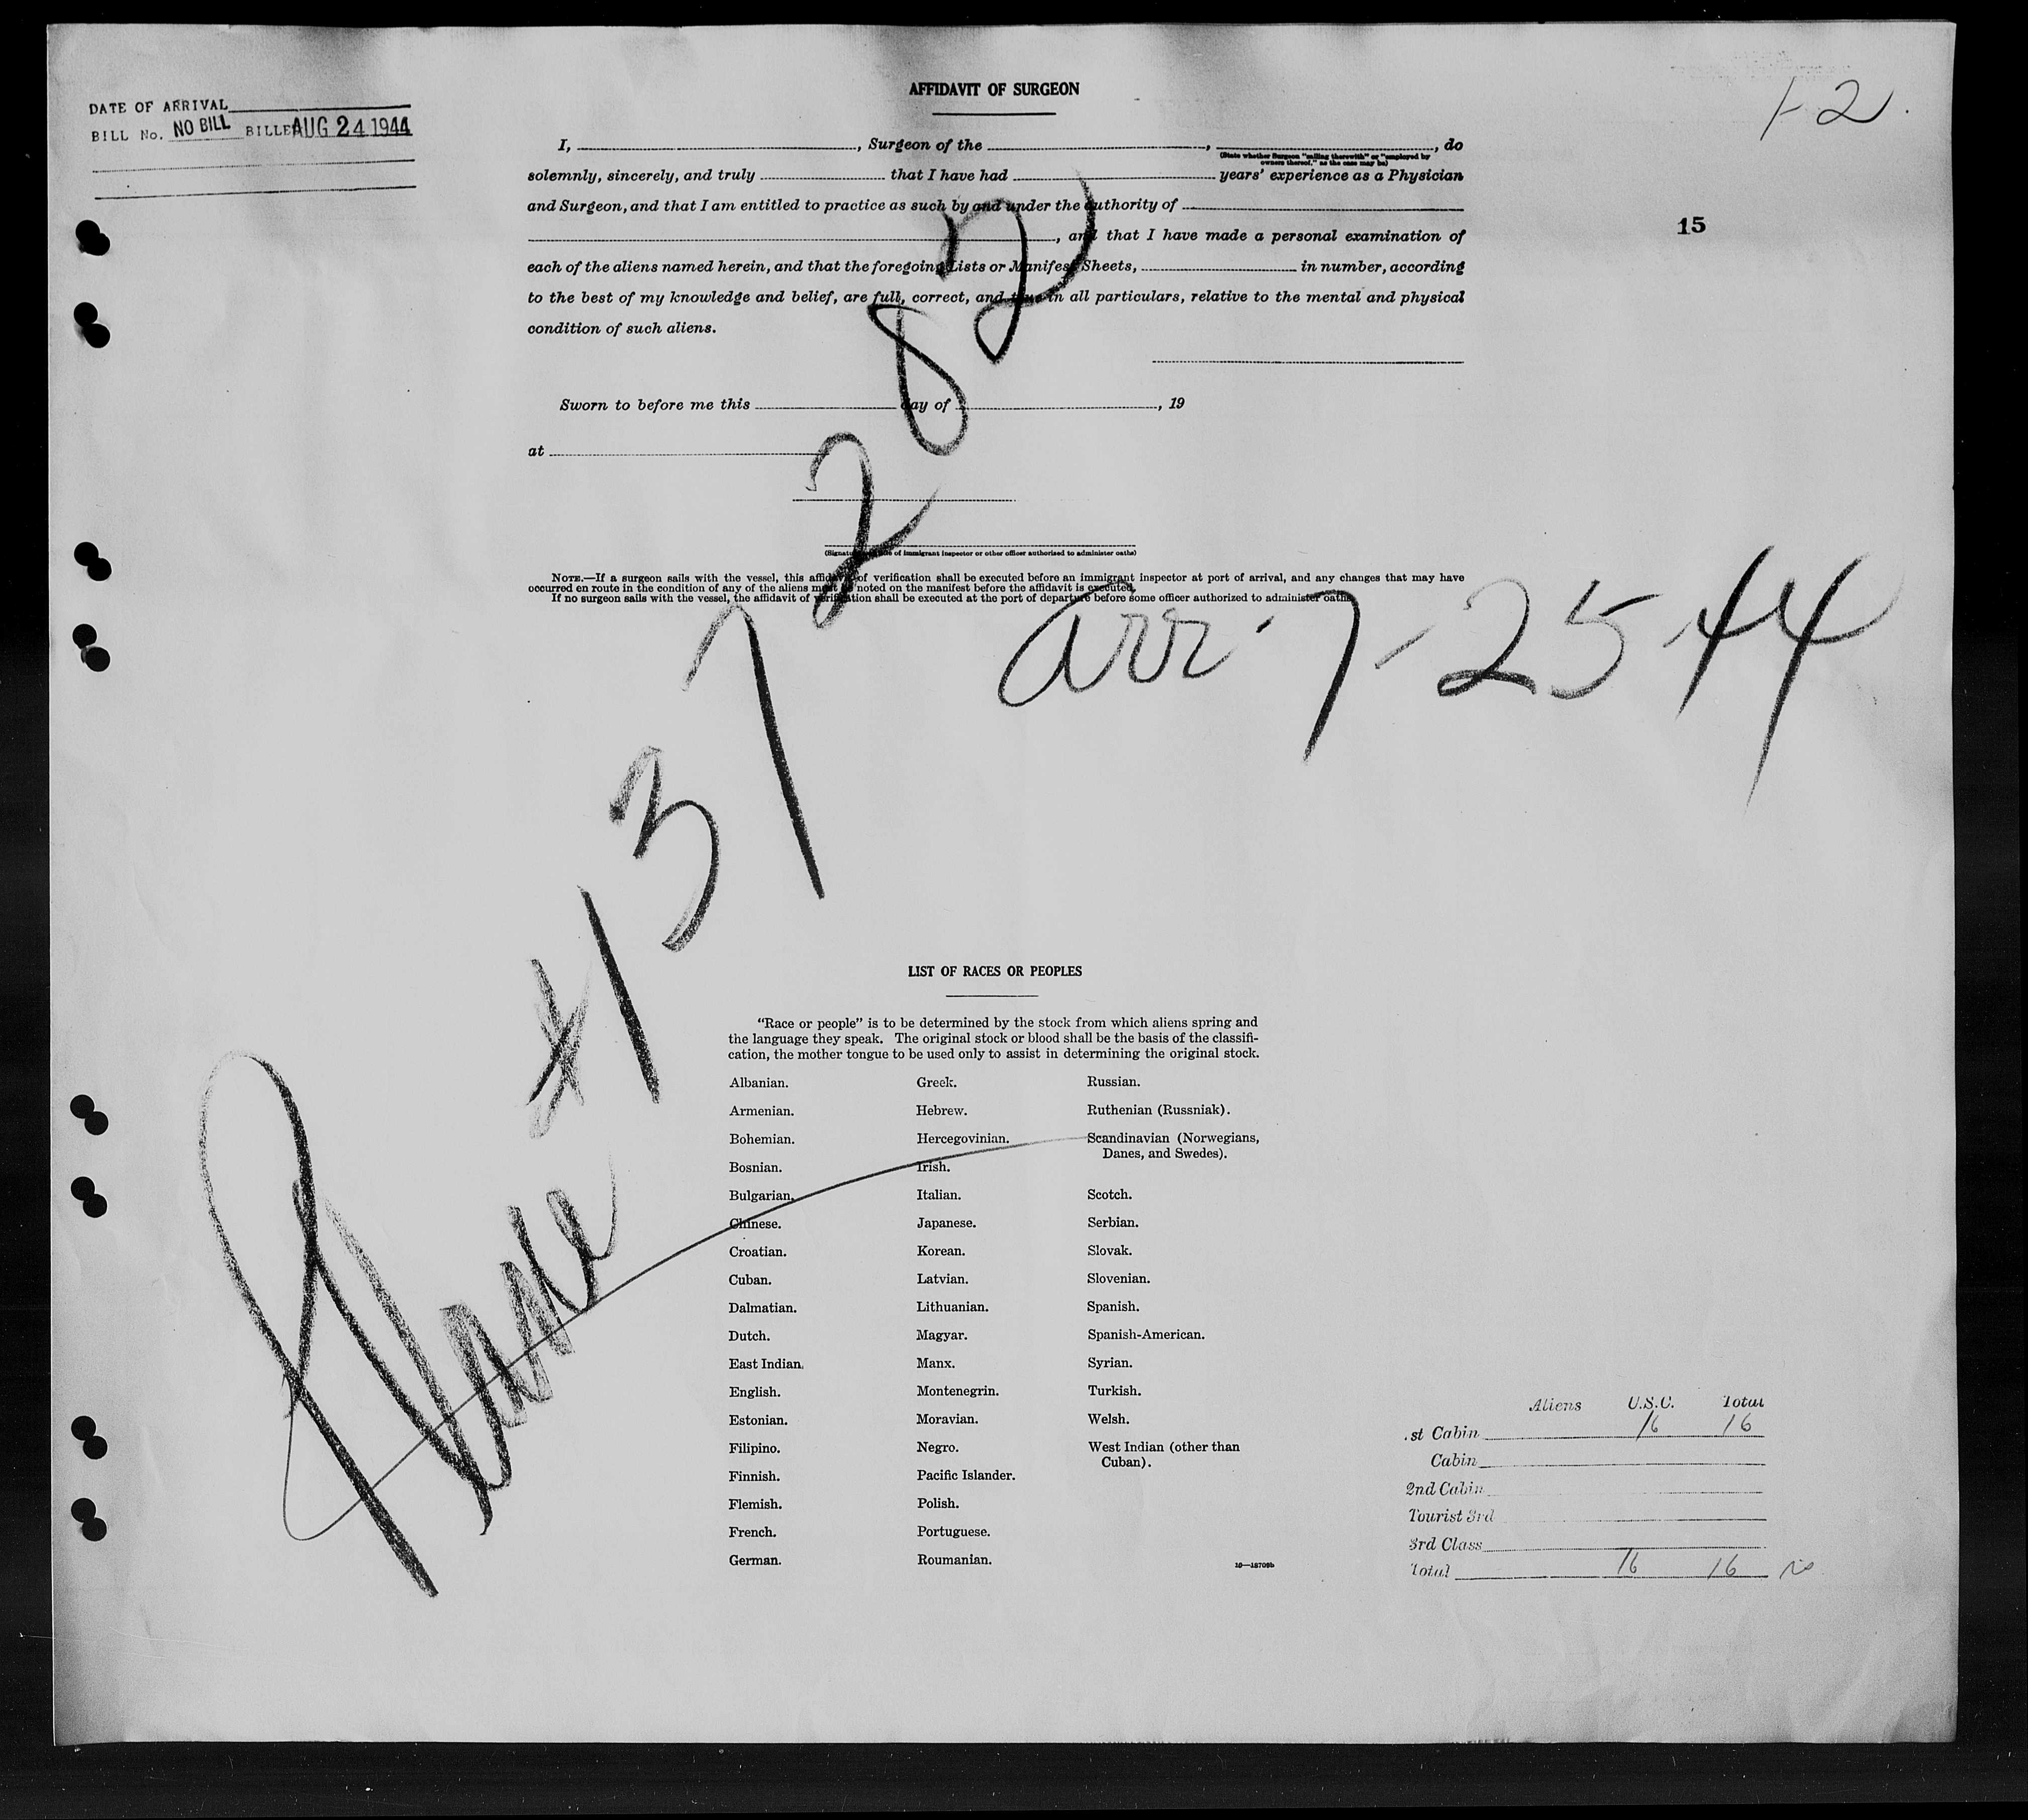 DATE OF ARRIVAL
BILL No. NO BILL BILLED AUG 24 1944
AFFIDAVIT OF SURGEON
1-2.
I, , Surgeon of the , , do
(State whether Surgeon "sailing therewith" or "employed by
owners thereof," as the case may be)
solemnly, sincerely, and truly that I have had years' experience as a Physician
and Surgeon, and that I am entitled to practice as such by and under the authority of
, and that I have made a personal examination of
15
each of the aliens named herein, and that the foregoing Lists or Manifest Sheets, in number, according
to the best of my knowledge and belief, are full, correct, and true in all particulars, relative to the mental and physical
condition of such aliens.
Sworn to before me this day of , 19
at
(Signature and title of immigrant inspector or other officer authorized to administer oaths)
NOTE.—If a surgeon sails with the vessel, this affidavit of verification shall be executed before an immigrant inspector at port of arrival, and any changes that may have
occurred en route in the condition of any of the aliens must be noted on the manifest before the affidavit is executed.
If no surgeon sails with the vessel, the affidavit of verification shall be executed at the port of departure before some officer authorized to administer oaths.
arr. 7-25-44
Plane #137282
LIST OF RACES OR PEOPLES
"Race or people" is to be determined by the stock from which aliens spring and
the language they speak. The original stock or blood shall be the basis of the classifi-
cation, the mother tongue to be used only to assist in determining the original stock.
Albanian.
Armenian.
Bohemian.
Bosnian.
Bulgarian.
Chinese.
Croatian.
Cuban.
Dalmatian.
Dutch.
East Indian.
English.
Estonian.
Filipino.
Finnish.
Flemish.
French.
German.
Greek.
Hebrew.
Hercegovinian.
Irish.
Italian.
Japanese.
Korean.
Latvian.
Lithuanian.
Magyar.
Manx.
Montenegrin.
Moravian.
Negro.
Pacific Islander.
Polish.
Portuguese.
Roumanian.
Russian.
Ruthenian (Russniak).
Scandinavian (Norwegians,
Danes, and Swedes).
Scotch.
Serbian.
Slovak.
Slovenian.
Spanish.
Spanish-American.
Syrian.
Turkish.
Welsh.
West Indian (other than
Cuban).
Aliens U.S.C. Total
st Cabin 16 16
Cabin
2nd Cabin
Tourist 3rd
3rd Class
Total 16 16